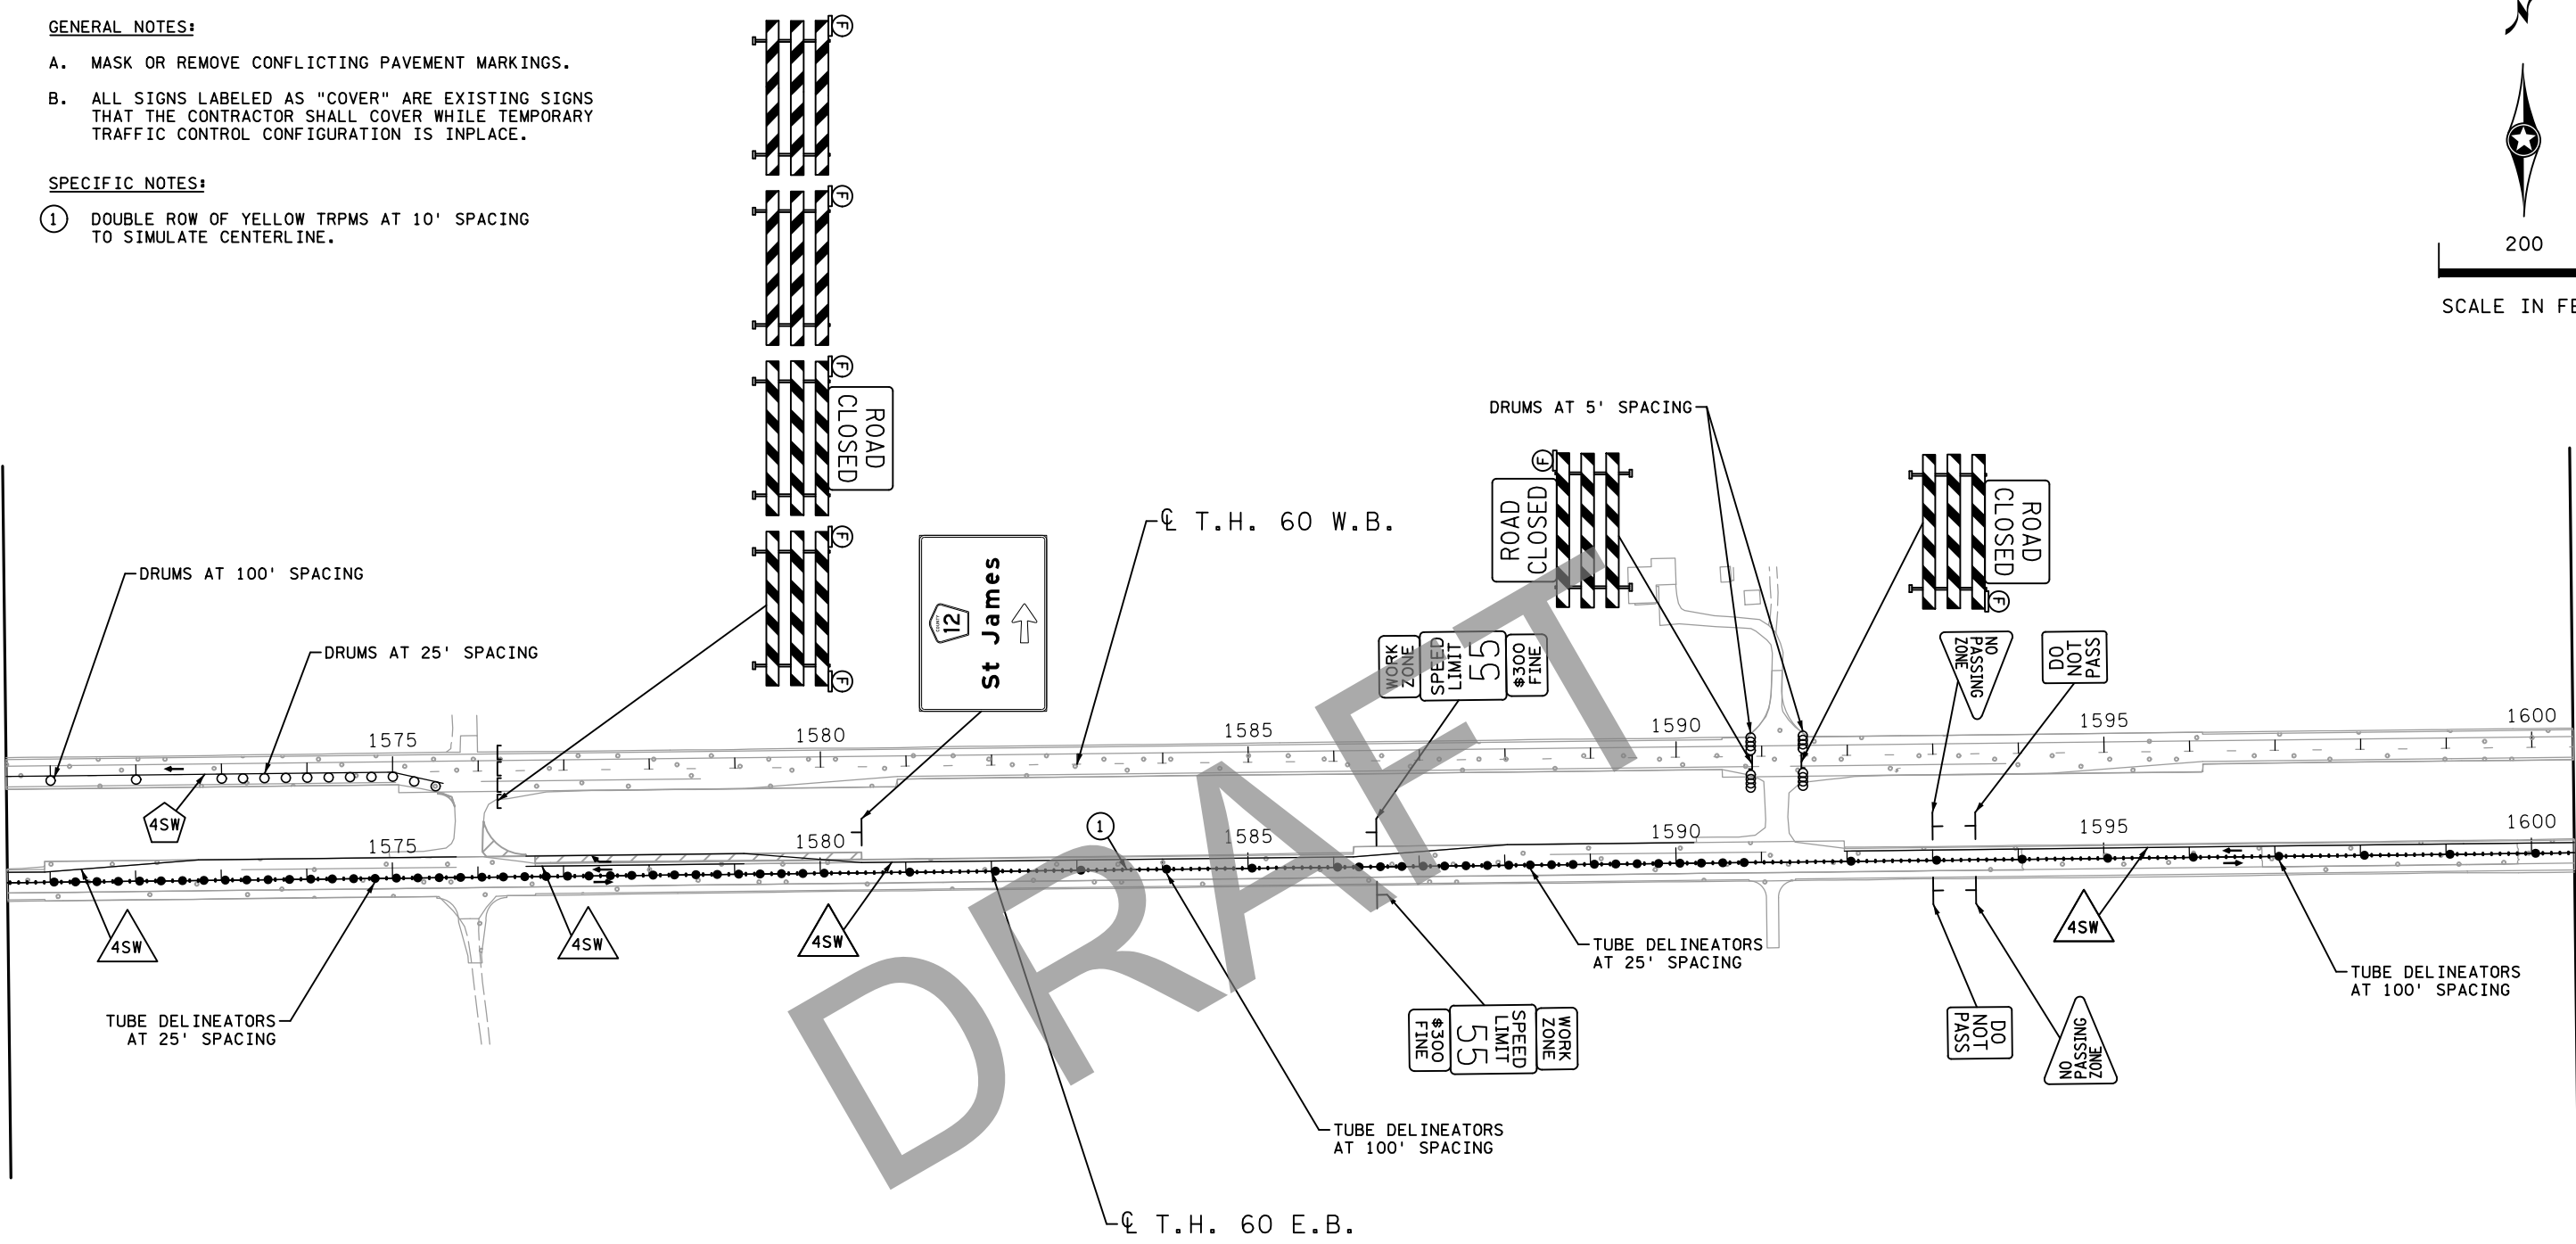 GENERAL NOTES:
A. MASK OR REMOVE CONFLICTING PAVEMENT MARKINGS.
B. ALL SIGNS LABELED AS "COVER" ARE EXISTING SIGNS
THAT THE CONTRACTOR SHALL COVER WHILE TEMPORARY
TRAFFIC CONTROL CONFIGURATION IS INPLACE.
SPECIFIC NOTES:
1 DOUBLE ROW OF YELLOW TRPMS AT 10' SPACING
TO SIMULATE CENTERLINE.
F
F
F
ROAD
CLOSED
F
F
N
200
SCALE IN FE
DRUMS AT 5' SPACING
F
ROAD
CLOSED
ROAD
CLOSED
F
℄ T.H. 60 W.B.
DRUMS AT 100' SPACING
DRUMS AT 25' SPACING
COUNTY
12
St James
WORK
ZONE
SPEED
LIMIT
55
$300
FINE
NO
PASSING
ZONE
DO
NOT
PASS
1575
1580
1585
1590
1595
1600
4SW
1
1575
1580
1585
1590
1595
1600
4SW
4SW
4SW
4SW
TUBE DELINEATORS
AT 25' SPACING
TUBE DELINEATORS
AT 25' SPACING
TUBE DELINEATORS
AT 100' SPACING
WORK
ZONE
SPEED
LIMIT
55
$300
FINE
DO
NOT
PASS
NO
PASSING
ZONE
TUBE DELINEATORS
AT 100' SPACING
℄ T.H. 60 E.B.
DRAFT